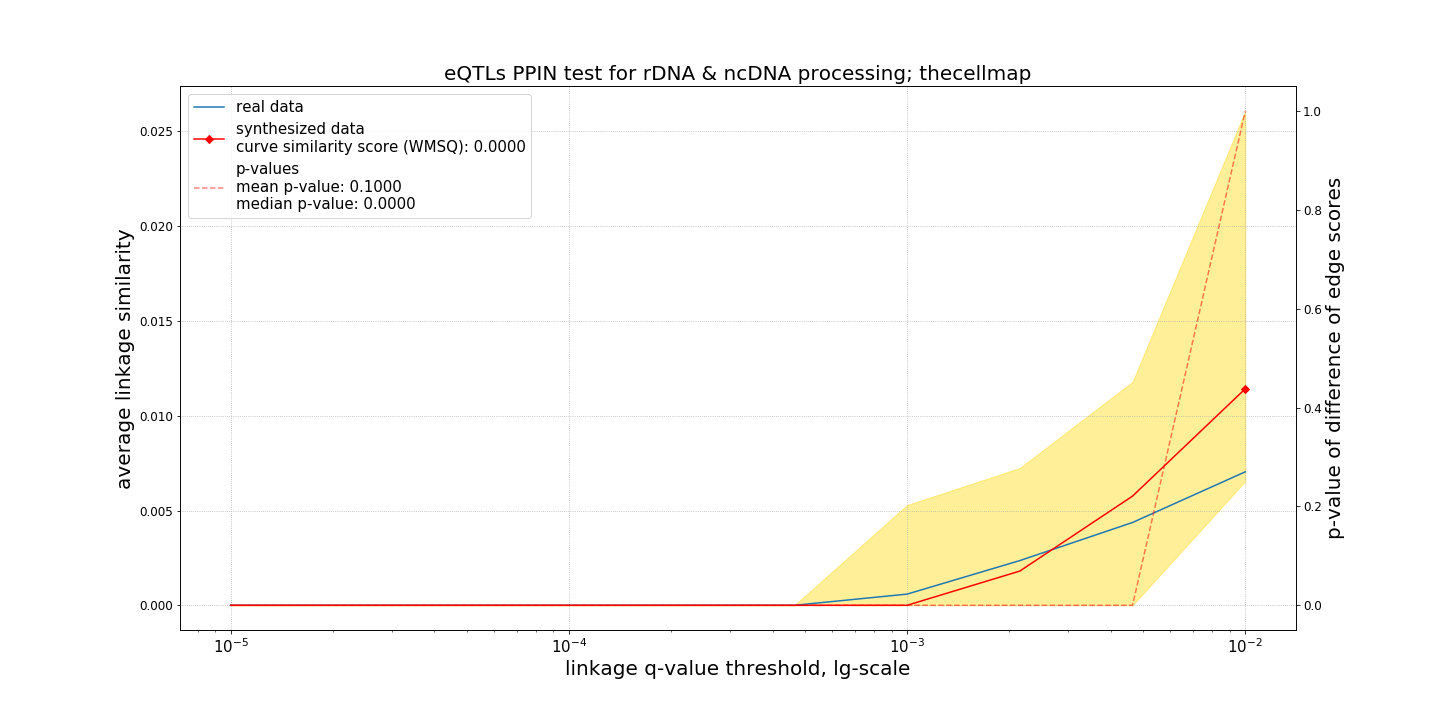 eQTLs PPIN test for rDNA & ncDNA processing; thecellmap
real data
synthesized data
curve similarity score (WMSQ): 0.0000
p-values
mean p-value: 0.1000
median p-value: 0.0000
average linkage similarity
0.025
0.020
0.015
0.010
0.005
0.000
1.0
0.8
0.6
0.4
0.2
0.0
p-value of difference of edge scores
10⁻⁵ 10⁻⁴ 10⁻³ 10⁻²
linkage q-value threshold, lg-scale